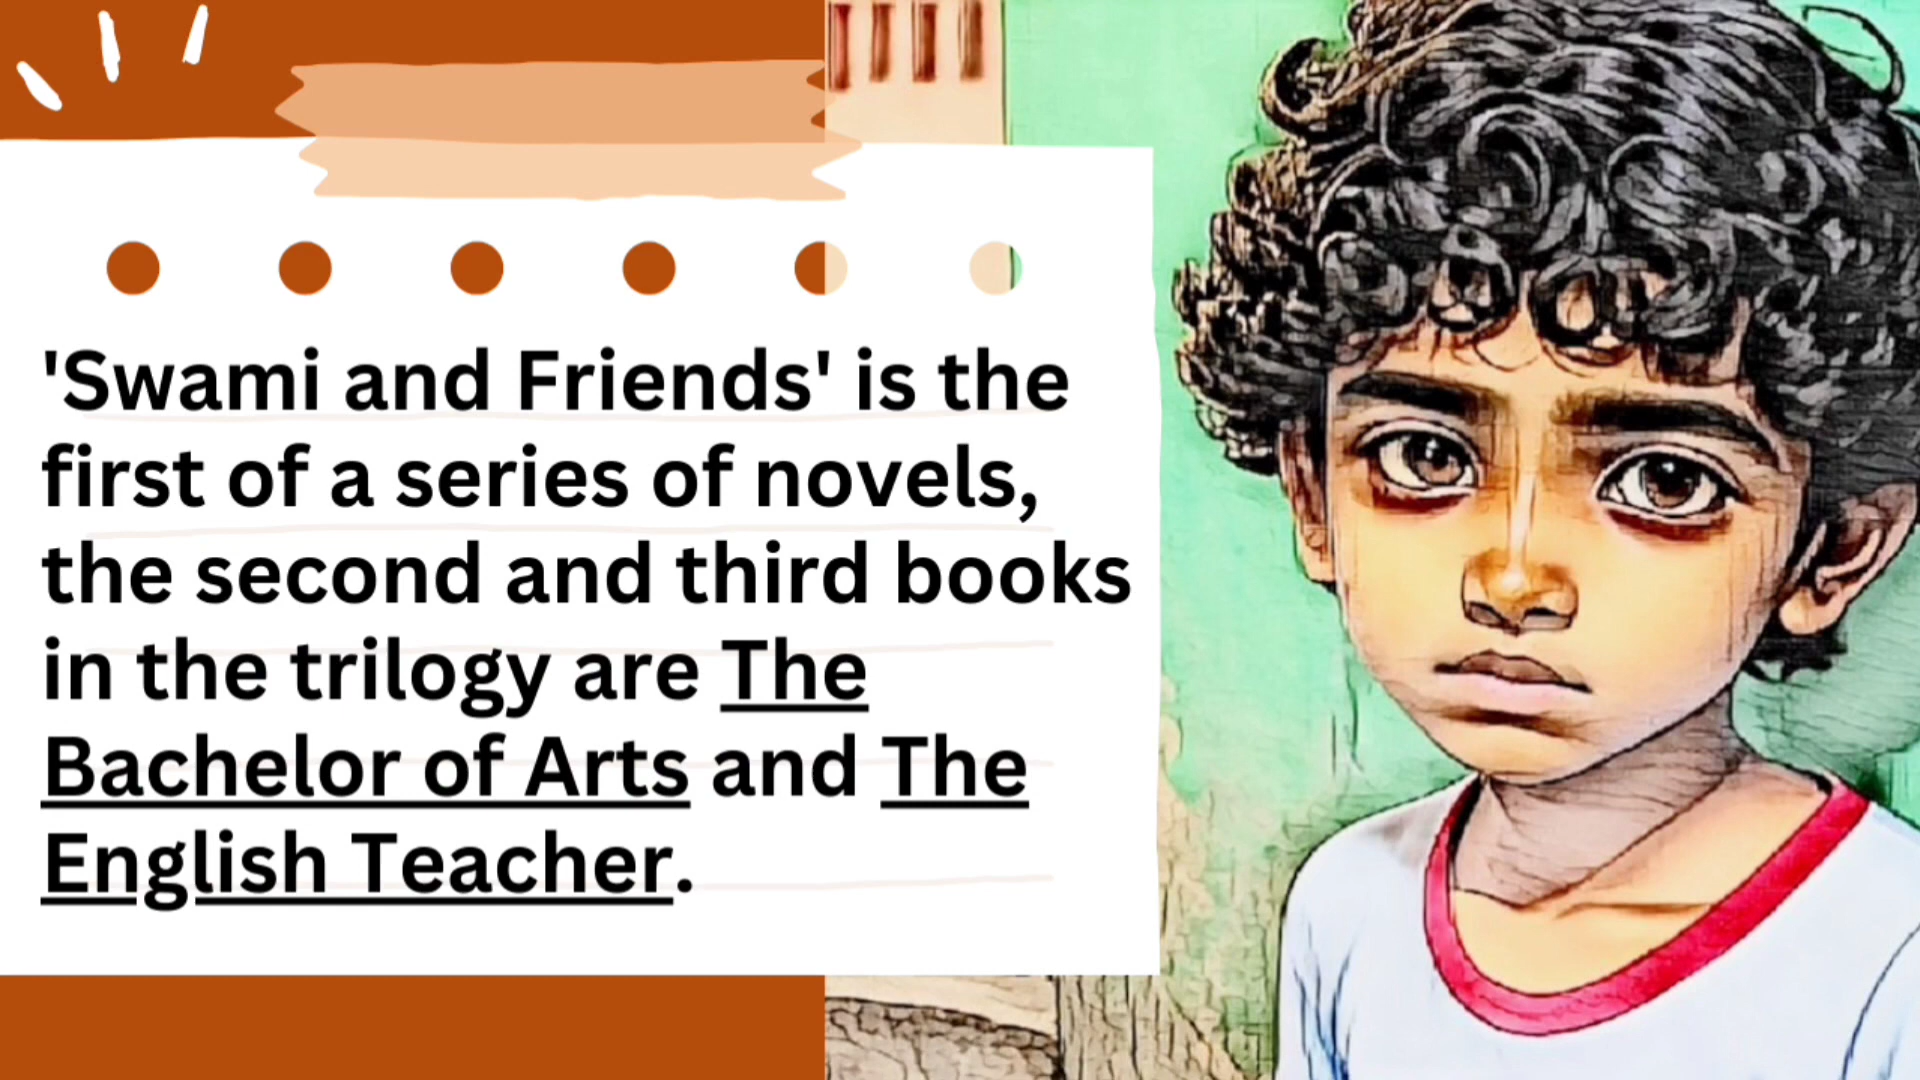 'Swami and Friends' is the
first of a series of novels,
the second and third books
in the trilogy are The
Bachelor of Arts and The
English Teacher.